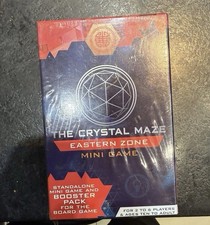 THE CRYSTAL MAZE
EASTERN ZONE
MINI GAME
STANDALONE
MINI GAME AND
BOOSTER
PACK
FOR THE
BOARD GAME
FOR 2 TO 6 PLAYERS
& AGES TEN TO ADULT